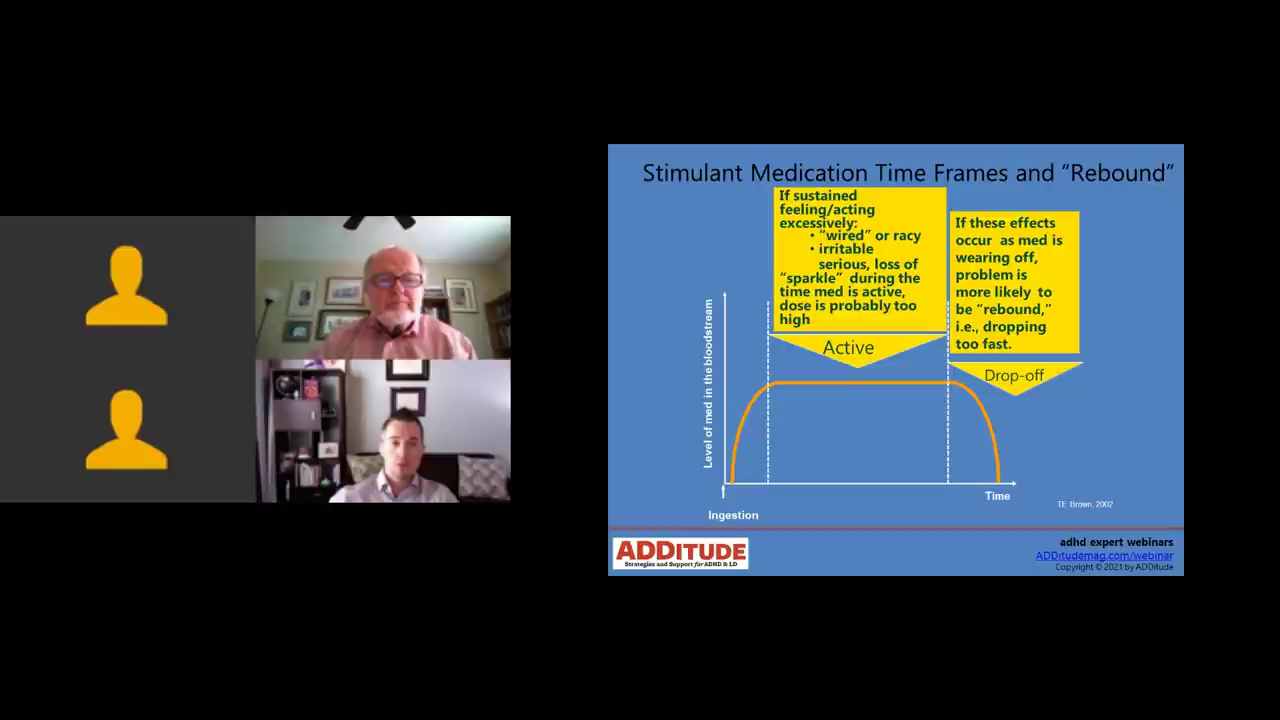 Stimulant Medication Time Frames and “Rebound”
If sustained
feeling/acting
excessively:
• “wired” or racy
• irritable
serious, loss of
“sparkle” during the
time med is active,
dose is probably too
high
Active
If these effects
occur as med is
wearing off,
problem is
more likely to
be “rebound,”
i.e., dropping
too fast.
Drop-off
Level of med in the bloodstream
Time
Ingestion
TE Brown, 2002
ADDITUDE
Strategies and Support for ADHD & LD
adhd expert webinars
ADDitudemag.com/webinar
Copyright © 2021 by ADDitude